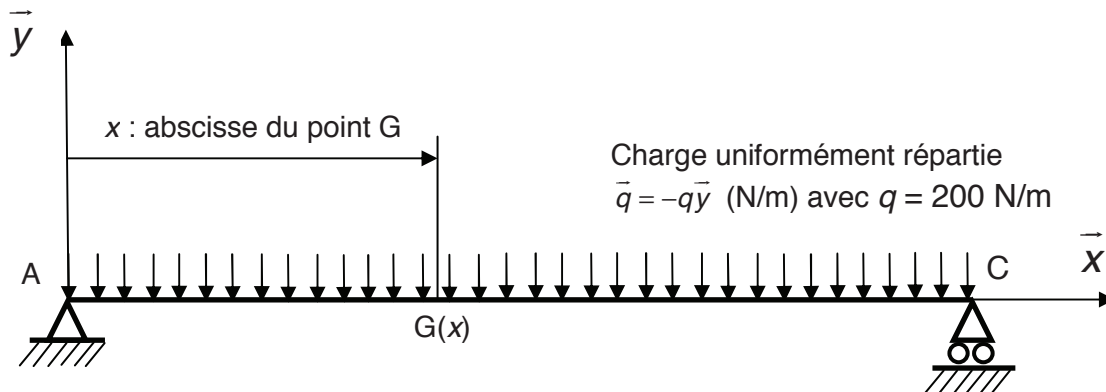 y
x : abscisse du point G
Charge uniformément répartie
q = –qy (N/m) avec q = 200 N/m
A
C
x
G(x)